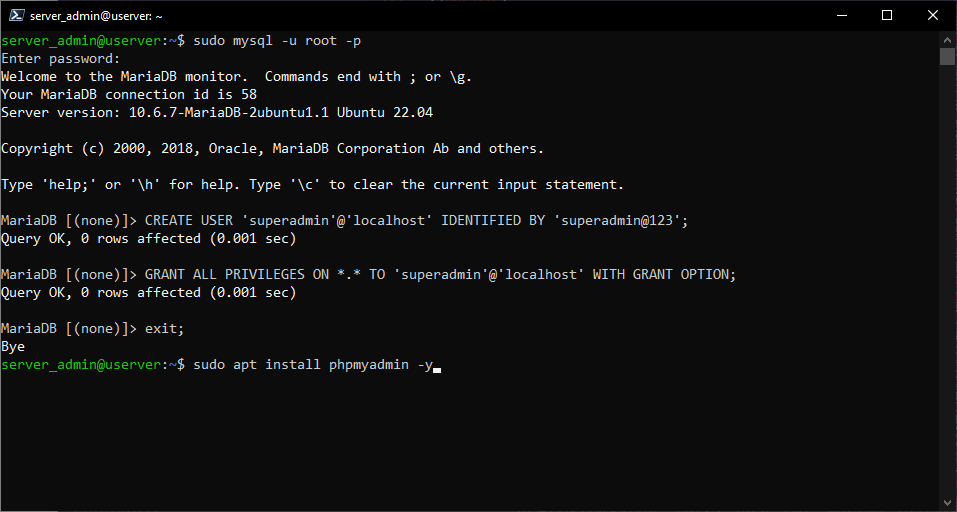 server_admin@userver: ~
server_admin@userver:~$ sudo mysql -u root -p
Enter password:
Welcome to the MariaDB monitor.  Commands end with ; or \g.
Your MariaDB connection id is 58
Server version: 10.6.7-MariaDB-2ubuntu1.1 Ubuntu 22.04
Copyright (c) 2000, 2018, Oracle, MariaDB Corporation Ab and others.
Type 'help;' or '\h' for help. Type '\c' to clear the current input statement.
MariaDB [(none)]> CREATE USER 'superadmin'@'localhost' IDENTIFIED BY 'superadmin@123';
Query OK, 0 rows affected (0.001 sec)
MariaDB [(none)]> GRANT ALL PRIVILEGES ON *.* TO 'superadmin'@'localhost' WITH GRANT OPTION;
Query OK, 0 rows affected (0.001 sec)
MariaDB [(none)]> exit;
Bye
server_admin@userver:~$ sudo apt install phpmyadmin -y